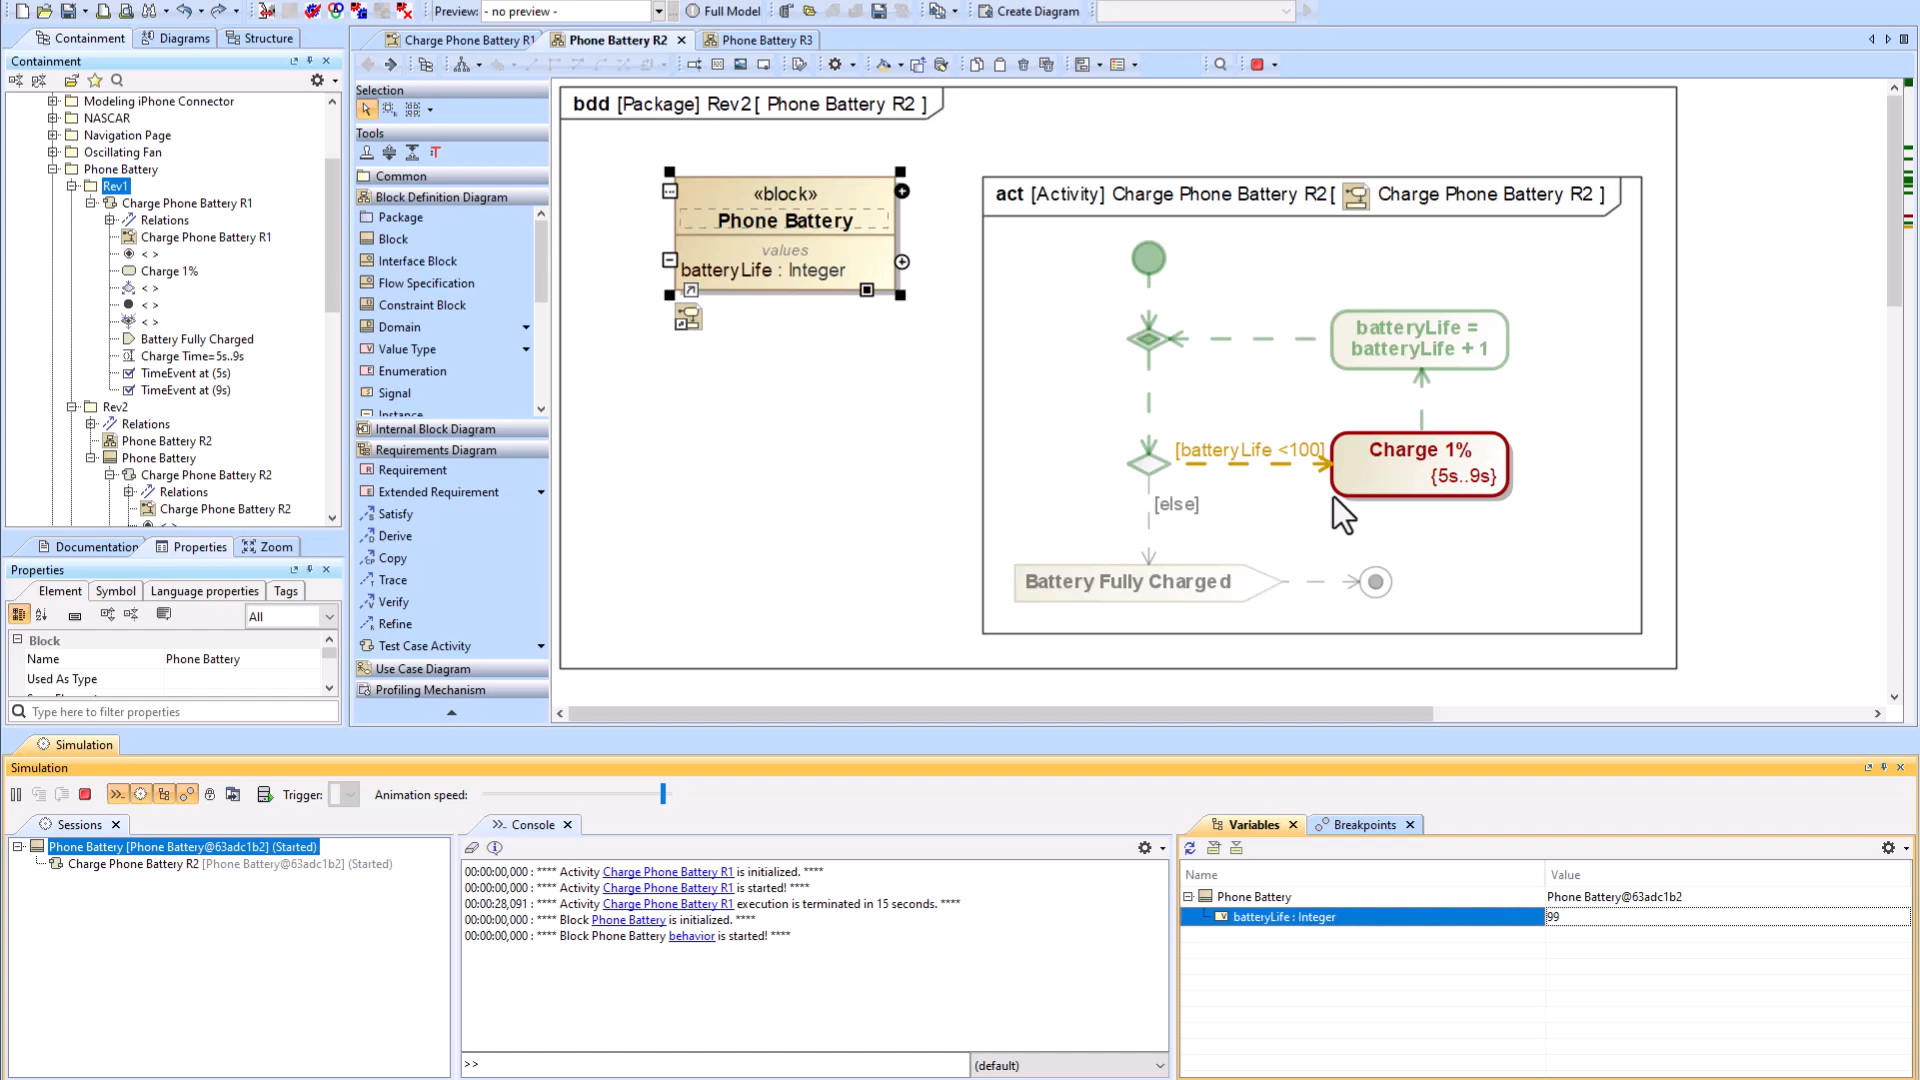 Preview:
- no preview -
Full Model
Create Diagram
Containment
Diagrams
Structure
Charge Phone Battery R1
Phone Battery R2
Phone Battery R3
Containment
Modeling iPhone Connector
NASCAR
Navigation Page
Oscillating Fan
Phone Battery
Rev1
Charge Phone Battery R1
Relations
Charge Phone Battery R1
< >
Charge 1%
< >
< >
< >
Battery Fully Charged
Charge Time=5s..9s
TimeEvent at (5s)
TimeEvent at (9s)
Rev2
Relations
Phone Battery R2
Phone Battery
Charge Phone Battery R2
Relations
Charge Phone Battery R2
Documentation
Properties
Zoom
Properties
Element
Symbol
Language properties
Tags
All
Block
Name
Phone Battery
Used As Type
Type here to filter properties
Selection
Tools
Common
Block Definition Diagram
Package
Block
Interface Block
Flow Specification
Constraint Block
Domain
Value Type
Enumeration
Signal
Instance
Internal Block Diagram
Requirements Diagram
Requirement
Extended Requirement
Satisfy
Derive
Copy
Trace
Verify
Refine
Test Case Activity
Use Case Diagram
Profiling Mechanism
bdd [Package] Rev2[ Phone Battery R2 ]
«block»
Phone Battery
values
batteryLife : Integer
act [Activity] Charge Phone Battery R2[ Charge Phone Battery R2 ]
batteryLife =
batteryLife + 1
[batteryLife <100]
Charge 1%
{5s..9s}
[else]
Battery Fully Charged
Simulation
Simulation
Trigger:
Animation speed:
Sessions
Phone Battery [Phone Battery@63adc1b2] (Started)
Charge Phone Battery R2 [Phone Battery@63adc1b2] (Started)
Console
00:00:00,000 : **** Activity Charge Phone Battery R1 is initialized. ****
00:00:00,000 : **** Activity Charge Phone Battery R1 is started! ****
00:00:28,091 : **** Activity Charge Phone Battery R1 execution is terminated in 15 seconds. ****
00:00:00,000 : **** Block Phone Battery is initialized. ****
00:00:00,000 : **** Block Phone Battery behavior is started! ****
>>
(default)
Variables
Breakpoints
Name
Value
Phone Battery
Phone Battery@63adc1b2
batteryLife : Integer
99